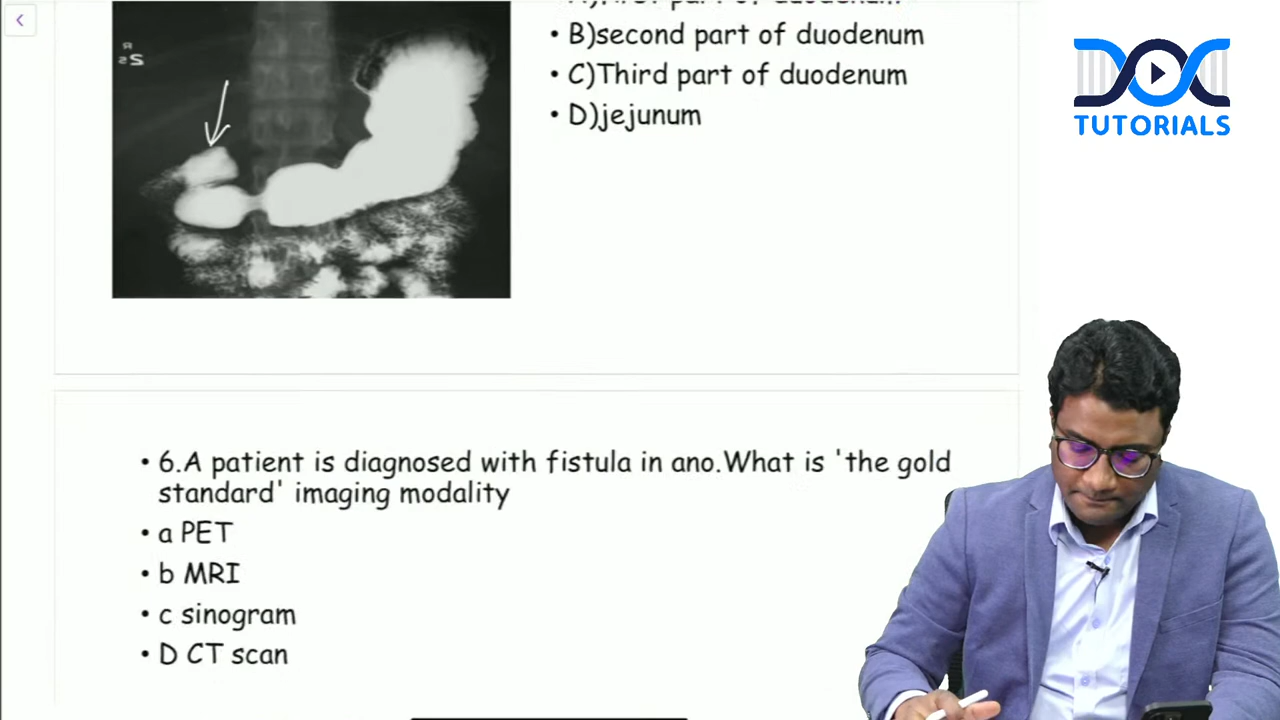 • B)second part of duodenum
• C)Third part of duodenum
• D)jejunum
TUTORIALS
• 6.A patient is diagnosed with fistula in ano.What is 'the gold
standard' imaging modality
• a PET
• b MRI
• c sinogram
• D CT scan